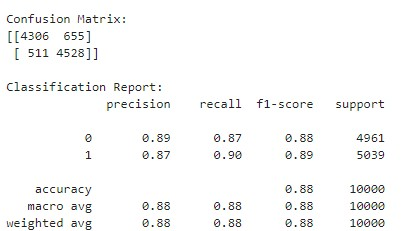 Confusion Matrix:
[[4306  655]
 [ 511 4528]]
Classification Report:
              precision    recall  f1-score   support
           0       0.89      0.87      0.88      4961
           1       0.87      0.90      0.89      5039
    accuracy                           0.88     10000
   macro avg       0.88      0.88      0.88     10000
weighted avg       0.88      0.88      0.88     10000